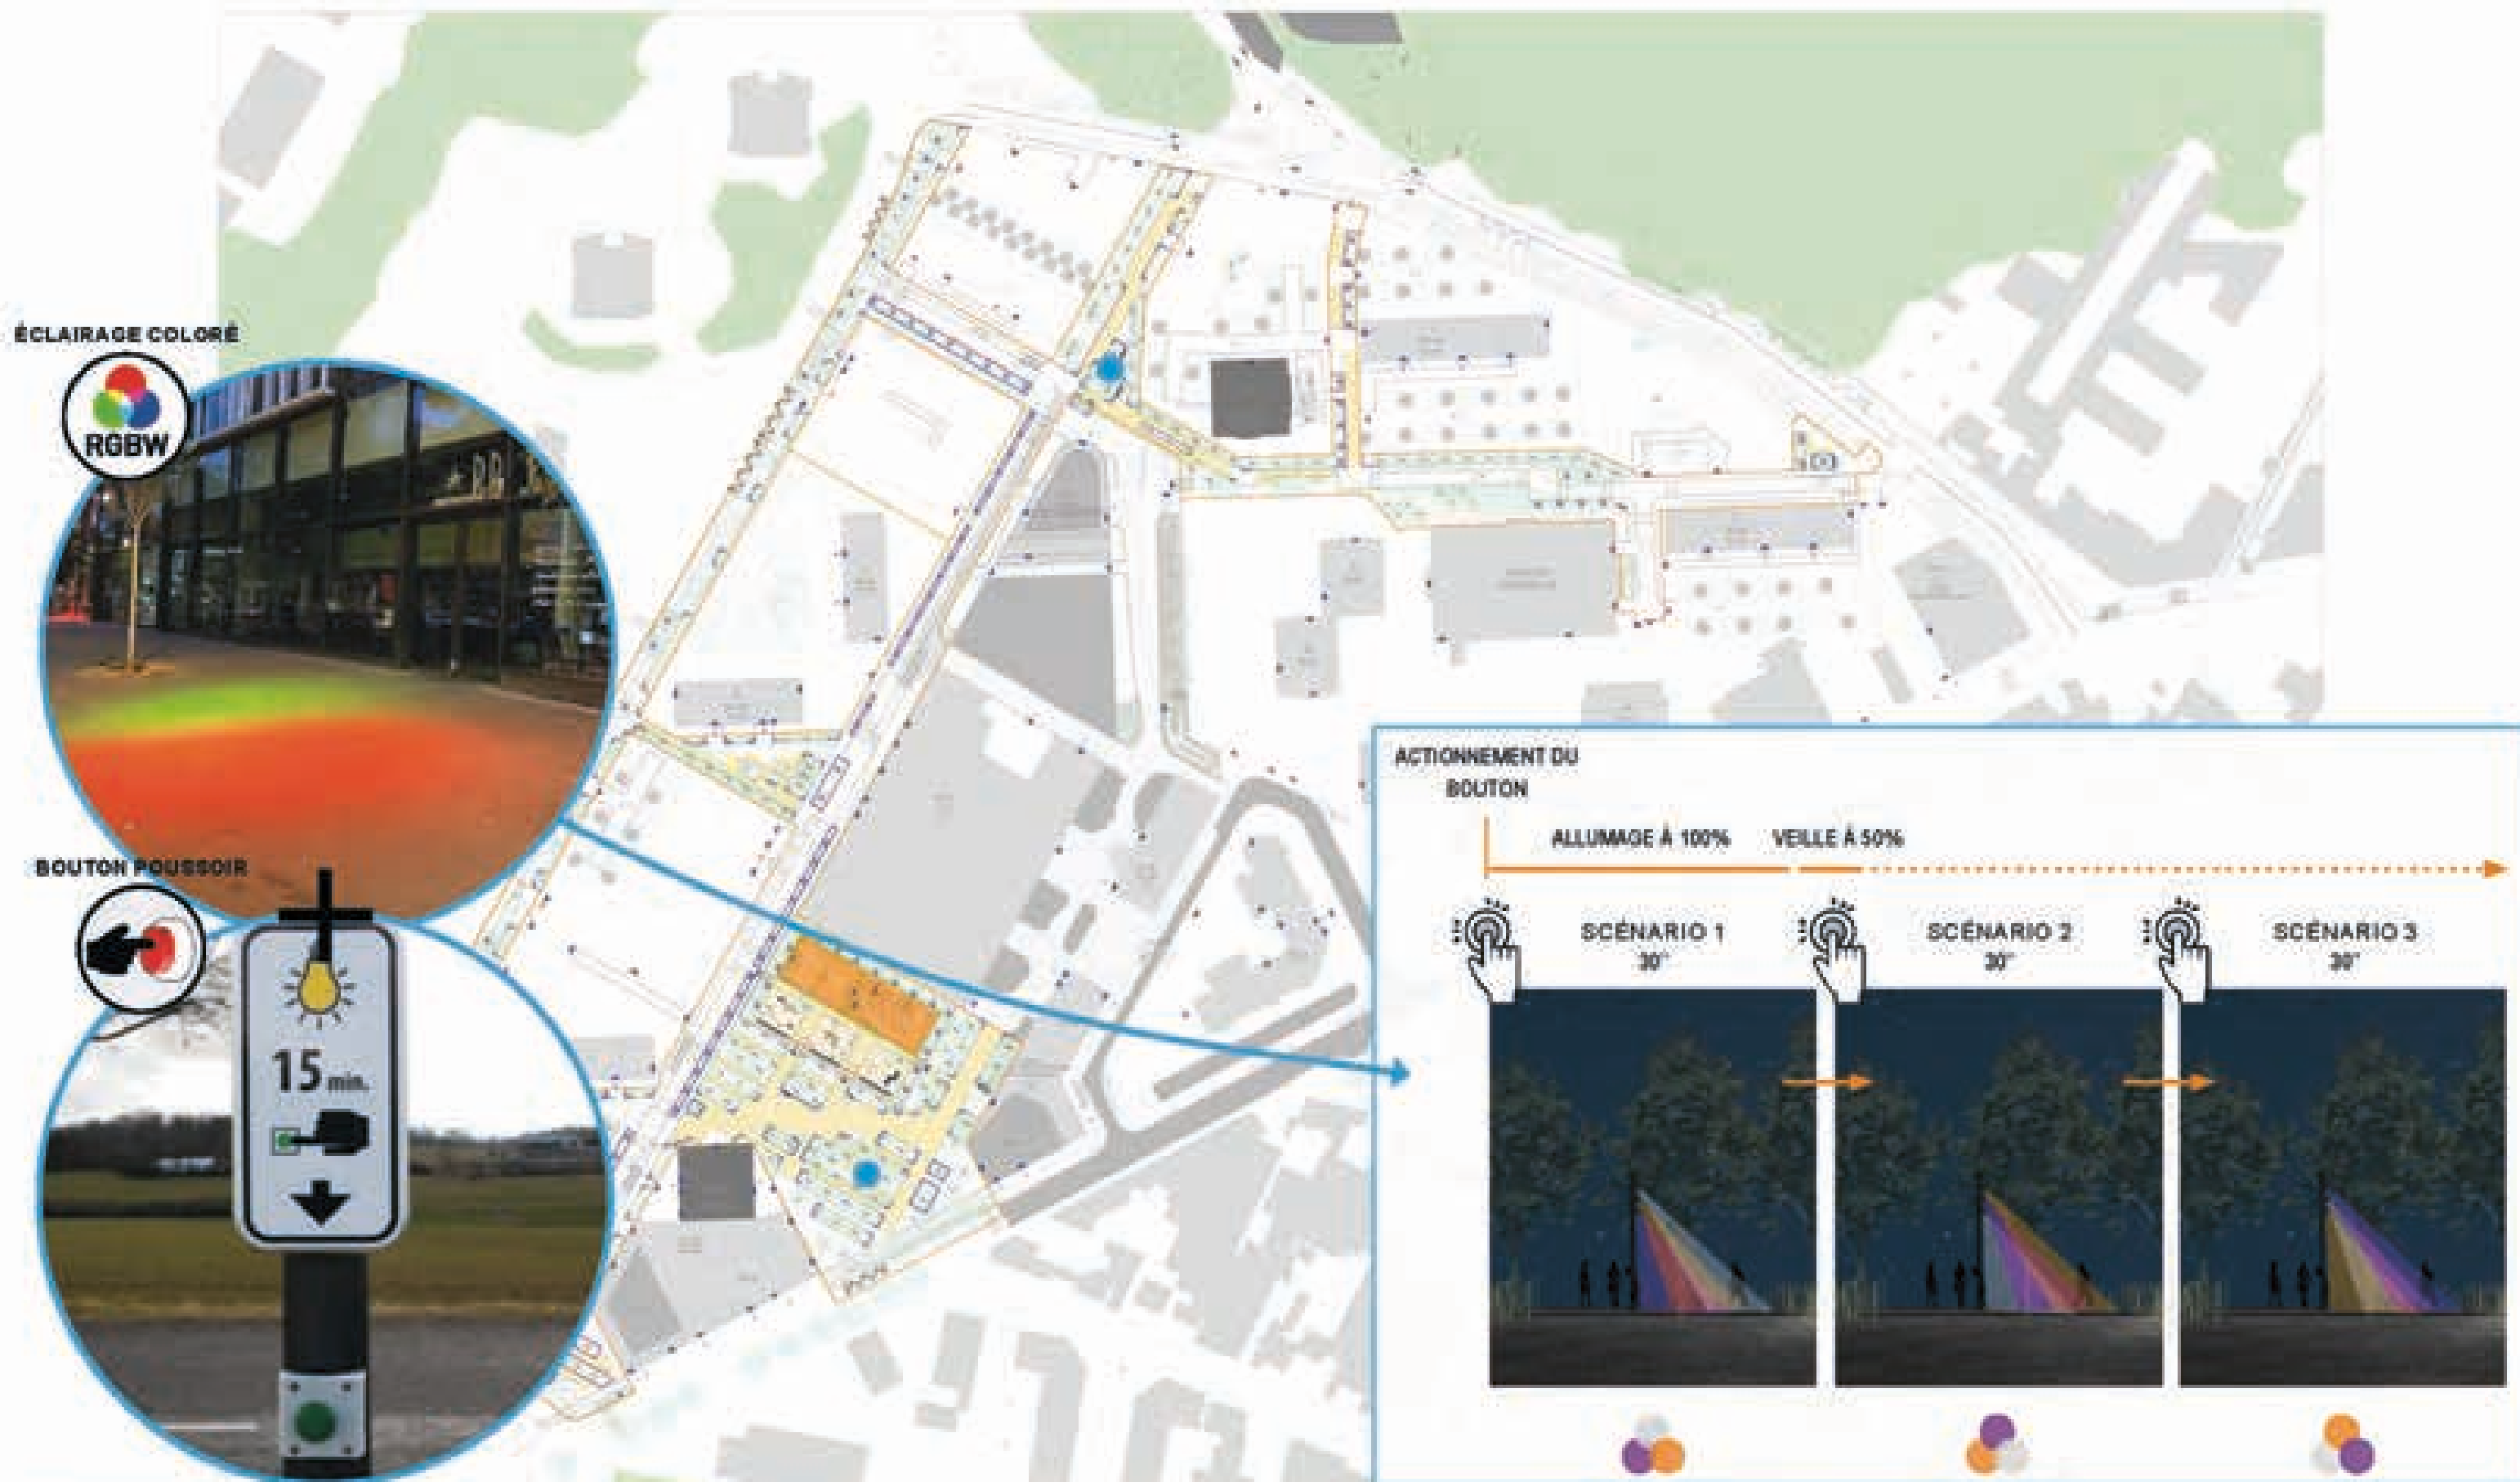 ÉCLAIRAGE COLORÉ
RGBW
BOUTON POUSSOIR
15 min.
ACTIONNEMENT DU
BOUTON
ALLUMAGE À 100%
VEILLE À 50%
SCÉNARIO 1
30"
SCÉNARIO 2
30"
SCÉNARIO 3
30"